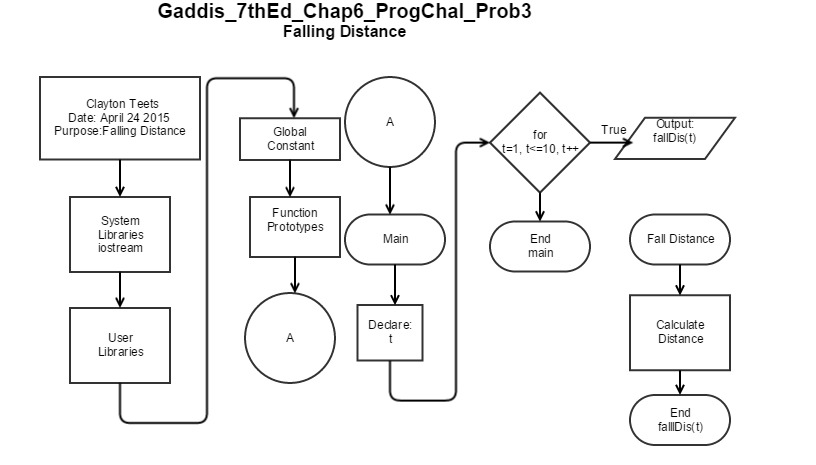 Gaddis_7thEd_Chap6_ProgChal_Prob3
Falling Distance
Clayton Teets
Date: April 24 2015
Purpose:Falling Distance
System
Libraries
iostream
User
Libraries
Global
Constant
Function
Prototypes
A
A
Main
Declare:
t
for
t=1, t<=10, t++
True
Output:
fallDis(t)
End
main
Fall Distance
Calculate
Distance
End
fallIDis(t)